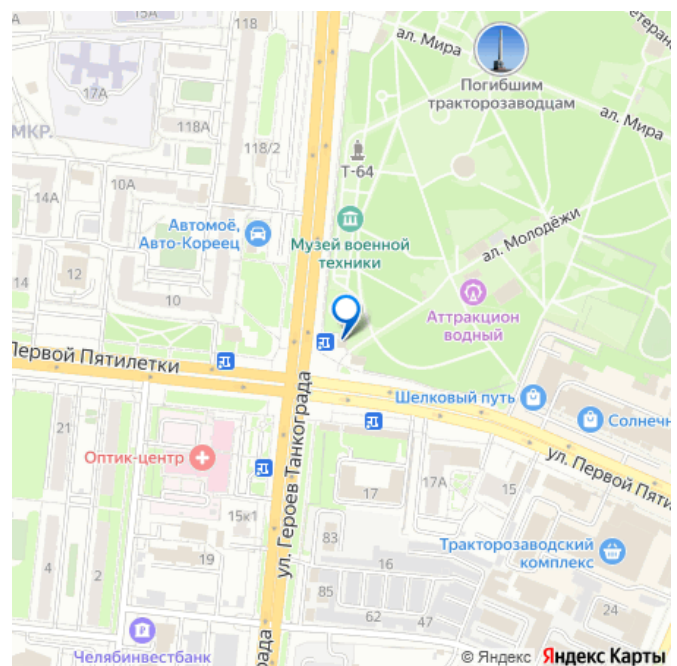 118
118
ал. Мира
етеран
17А
Погибшим
тракторозаводцам
ал. Мира
МКР.
118А
118/2
Т-64
10А
14А
Автомоё,
Авто-Кореец
Музей военной
техники
ал. Молодёжи
12
14
10
Аттракцион
водный
Первой Пятилетки
Шелковый путь
Солнечн
21
Оптик-центр
ул. Героев Танкограда
17
17А
15
ул. Первой Пяти
15к1
83
Тракторозаводский
комплекс
19
16
4
2
85
62
47
24
Челябинвестбанк
рада
© Яндекс Яндекс Карты